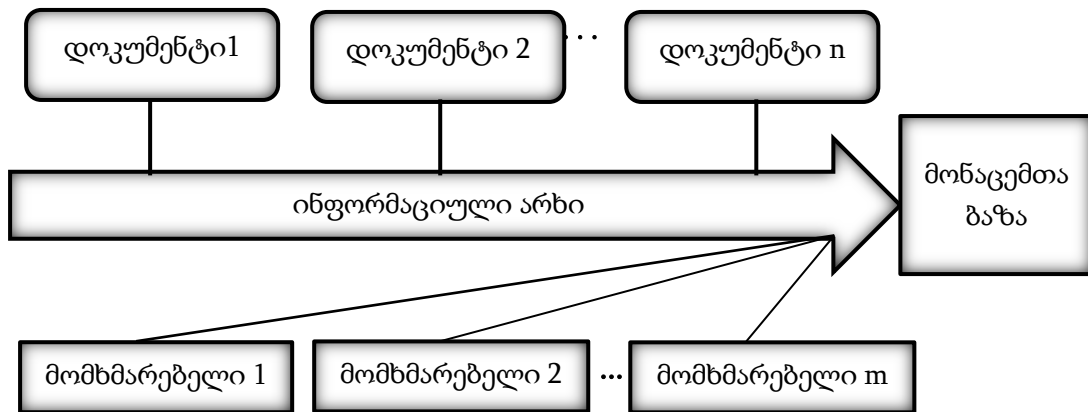 დოკუმენტი1
დოკუმენტი 2
...
დოკუმენტი n
ინფორმაციული არხი
მონაცემთა
ბაზა
მომხმარებელი 1
მომხმარებელი 2
...
მომხმარებელი m